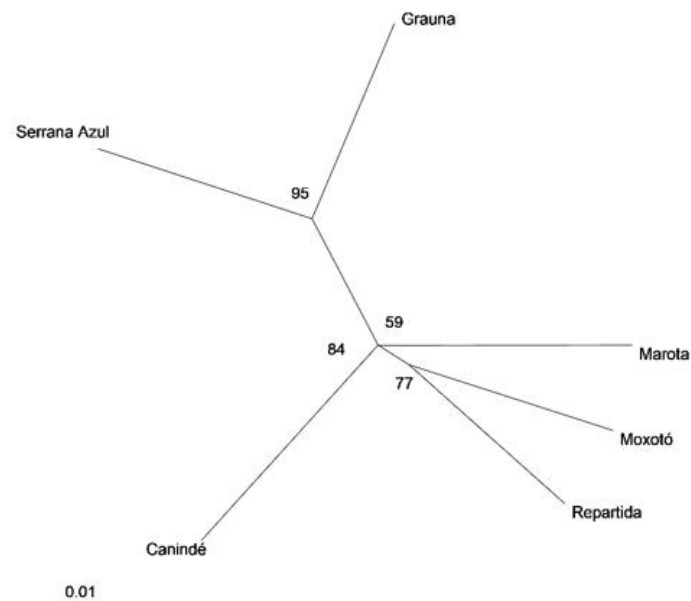 Grauna
Serrana Azul
95
59
84
Marota
77
Moxotó
Repartida
Canindé
0.01